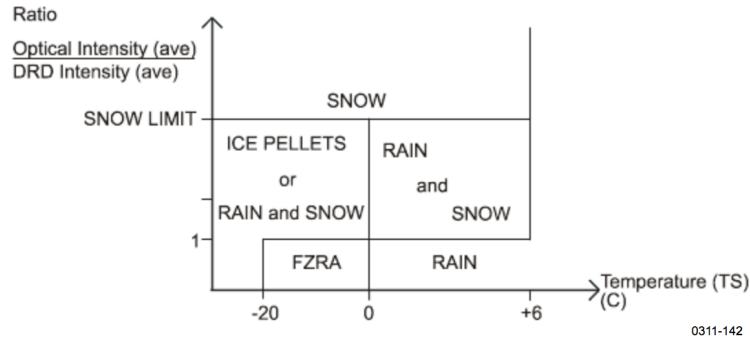 Ratio
Optical Intensity (ave)
DRD Intensity (ave)
SNOW
SNOW LIMIT
ICE PELLETS
or
RAIN and SNOW
RAIN
and
SNOW
1
FZRA
RAIN
Temperature (TS)
(C)
-20
0
+6
0311-142